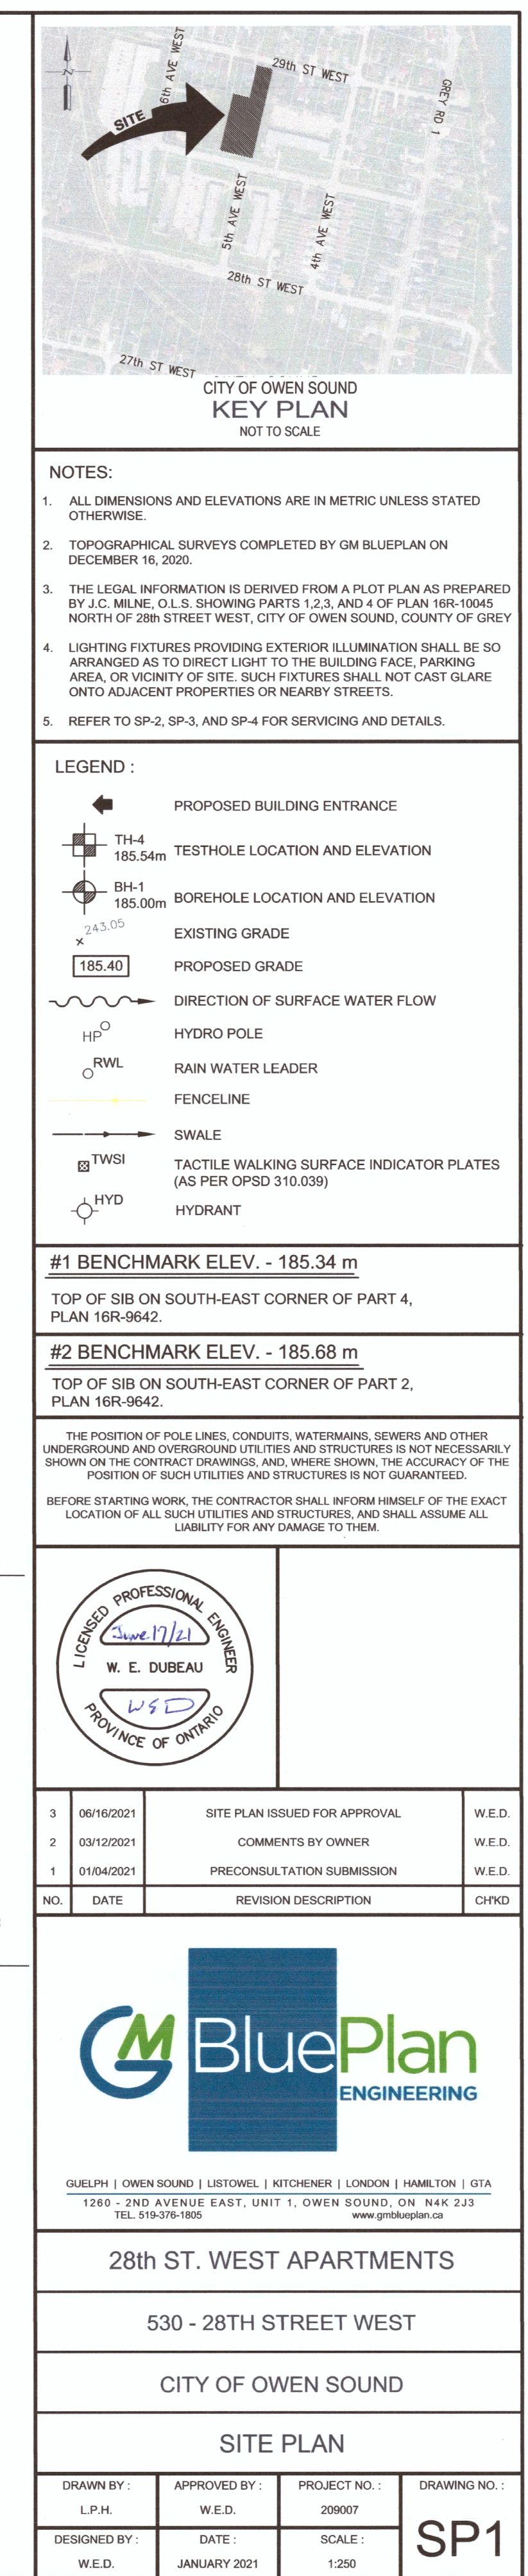 6th AVE WEST
29th ST WEST
GREY RD 1
SITE
5th AVE WEST
4th AVE WEST
28th ST WEST
27th ST WEST
CITY OF OWEN SOUND
KEY PLAN
NOT TO SCALE
NOTES:
1. ALL DIMENSIONS AND ELEVATIONS ARE IN METRIC UNLESS STATED
OTHERWISE.
2. TOPOGRAPHICAL SURVEYS COMPLETED BY GM BLUEPLAN ON
DECEMBER 16, 2020.
3. THE LEGAL INFORMATION IS DERIVED FROM A PLOT PLAN AS PREPARED
BY J.C. MILNE, O.L.S. SHOWING PARTS 1,2,3, AND 4 OF PLAN 16R-10045
NORTH OF 28th STREET WEST, CITY OF OWEN SOUND, COUNTY OF GREY
4. LIGHTING FIXTURES PROVIDING EXTERIOR ILLUMINATION SHALL BE SO
ARRANGED AS TO DIRECT LIGHT TO THE BUILDING FACE, PARKING
AREA, OR VICINITY OF SITE. SUCH FIXTURES SHALL NOT CAST GLARE
ONTO ADJACENT PROPERTIES OR NEARBY STREETS.
5. REFER TO SP-2, SP-3, AND SP-4 FOR SERVICING AND DETAILS.
LEGEND :
PROPOSED BUILDING ENTRANCE
TH-4
185.54m TESTHOLE LOCATION AND ELEVATION
BH-1
185.00m BOREHOLE LOCATION AND ELEVATION
x 243.05 EXISTING GRADE
185.40 PROPOSED GRADE
DIRECTION OF SURFACE WATER FLOW
HP HYDRO POLE
RWL RAIN WATER LEADER
FENCELINE
SWALE
TWSI TACTILE WALKING SURFACE INDICATOR PLATES
(AS PER OPSD 310.039)
HYD HYDRANT
#1 BENCHMARK ELEV. - 185.34 m
TOP OF SIB ON SOUTH-EAST CORNER OF PART 4,
PLAN 16R-9642.
#2 BENCHMARK ELEV. - 185.68 m
TOP OF SIB ON SOUTH-EAST CORNER OF PART 2,
PLAN 16R-9642.
THE POSITION OF POLE LINES, CONDUITS, WATERMAINS, SEWERS AND OTHER
UNDERGROUND AND OVERGROUND UTILITIES AND STRUCTURES IS NOT NECESSARILY
SHOWN ON THE CONTRACT DRAWINGS, AND, WHERE SHOWN, THE ACCURACY OF THE
POSITION OF SUCH UTILITIES AND STRUCTURES IS NOT GUARANTEED.
BEFORE STARTING WORK, THE CONTRACTOR SHALL INFORM HIMSELF OF THE EXACT
LOCATION OF ALL SUCH UTILITIES AND STRUCTURES, AND SHALL ASSUME ALL
LIABILITY FOR ANY DAMAGE TO THEM.
LICENSED PROFESSIONAL ENGINEER
June 17/21
W. E. DUBEAU
WED
PROVINCE OF ONTARIO
3 06/16/2021 SITE PLAN ISSUED FOR APPROVAL W.E.D.
2 03/12/2021 COMMENTS BY OWNER W.E.D.
1 01/04/2021 PRECONSULTATION SUBMISSION W.E.D.
NO. DATE REVISION DESCRIPTION CH'KD
GM BluePlan
ENGINEERING
GUELPH | OWEN SOUND | LISTOWEL | KITCHENER | LONDON | HAMILTON | GTA
1260 - 2ND AVENUE EAST, UNIT 1, OWEN SOUND, ON N4K 2J3
TEL. 519-376-1805 www.gmblueplan.ca
28th ST. WEST APARTMENTS
530 - 28TH STREET WEST
CITY OF OWEN SOUND
SITE PLAN
DRAWN BY : APPROVED BY : PROJECT NO. : DRAWING NO. :
L.P.H. W.E.D. 209007
SP1
DESIGNED BY : DATE : SCALE :
W.E.D. JANUARY 2021 1:250